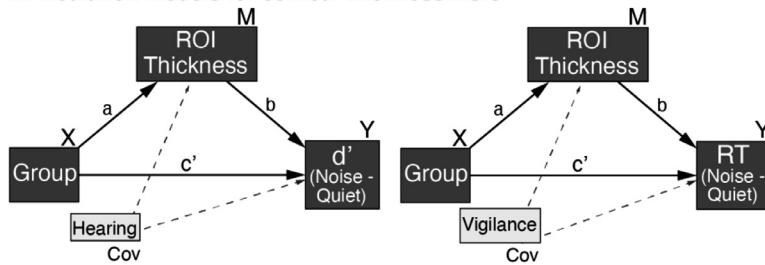 M
ROI
Thickness
a
b
X
Y
Group
c'
d'
(Noise -
Quiet)
Hearing
Cov
M
ROI
Thickness
a
b
X
Y
Group
c'
RT
(Noise -
Quiet)
Vigilance
Cov